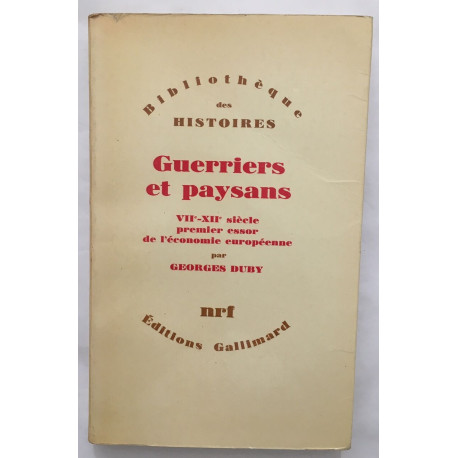 Bibliothèque
des
HISTOIRES
Guerriers
et paysans
VIIe-XIIe siècle
premier essor
de l'économie européenne
par
GEORGES DUBY
nrf
Éditions Gallimard